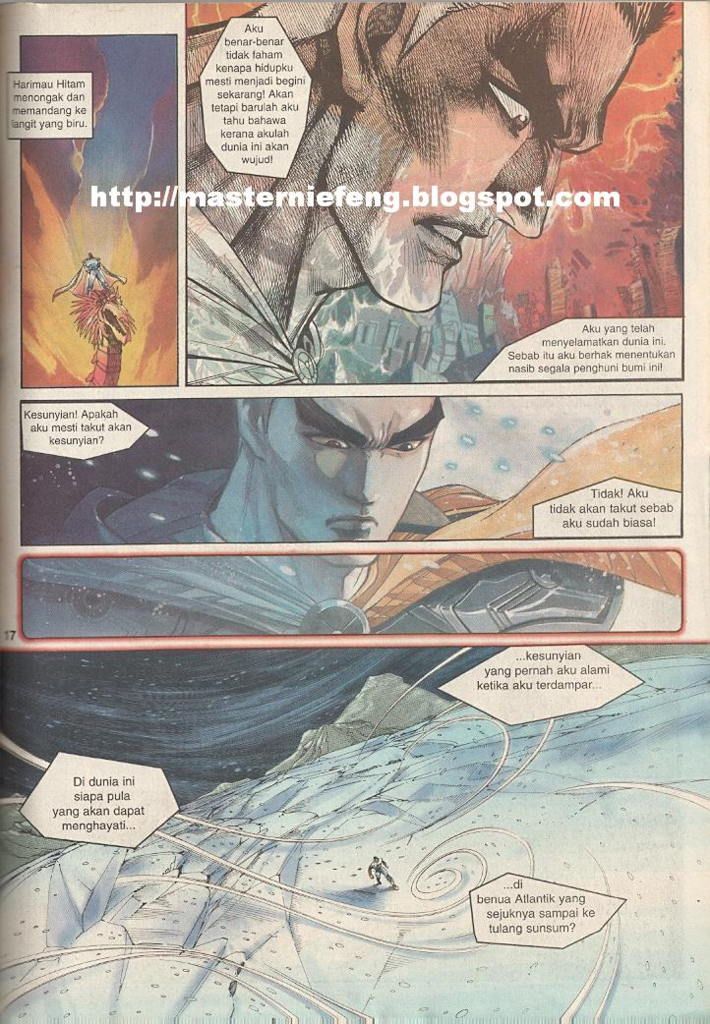 Harimau Hitam
menongak dan
memandang ke
langit yang biru.
Aku
benar-benar
tidak faham
kenapa hidupku
mesti menjadi begini
sekarang! Akan
tetapi barulah aku
tahu bahawa
kerana akulah
dunia ini akan
wujud!
http://masterniefeng.blogspot.com
Aku yang telah
menyelamatkan dunia ini.
Sebab itu aku berhak menentukan
nasib segala penghuni bumi ini!
Kesunyian! Apakah
aku mesti takut akan
kesunyian?
Tidak! Aku
tidak akan takut sebab
aku sudah biasa!
17
...kesunyian
yang pernah aku alami
ketika aku terdampar...
Di dunia ini
siapa pula
yang akan dapat
menghayati...
...di
benua Atlantik yang
sejuknya sampai ke
tulang sunsum?